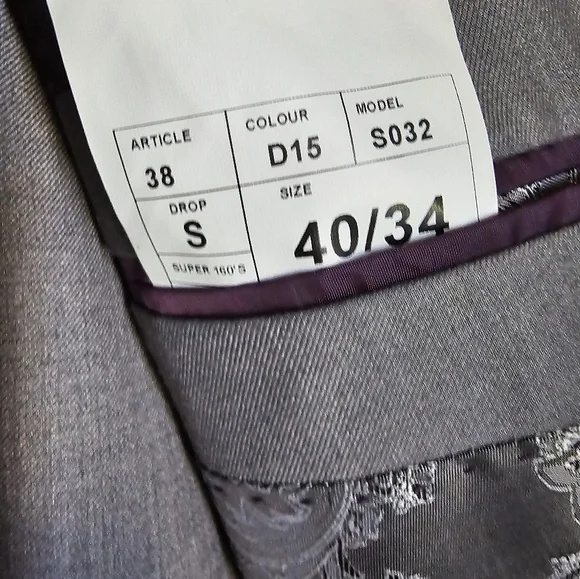 ARTICLE COLOUR MODEL
38 D15 S032
DROP SIZE
S 40/34
SUPER 160'S